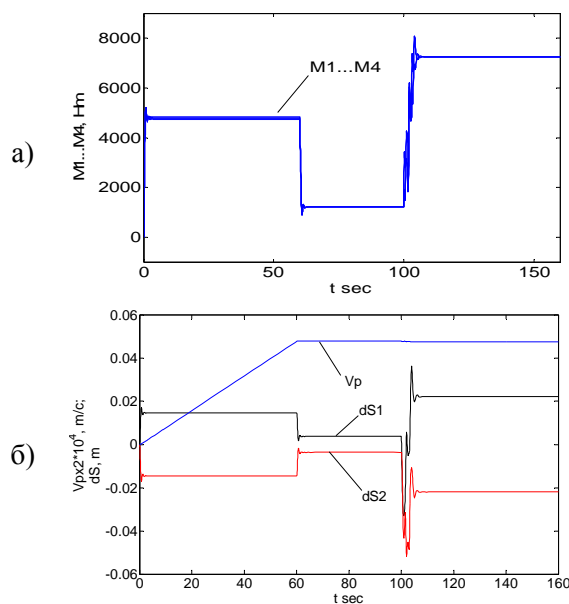 а)
M1...M4, Hm
8000
6000
4000
2000
0
M1...M4
0
50
100
150
t sec
б)
Vpx2*10^4, m/c;
dS, m
0.06
0.04
0.02
0
-0.02
-0.04
-0.06
Vp
dS1
dS2
0
20
40
60
80
100
120
140
160
t sec